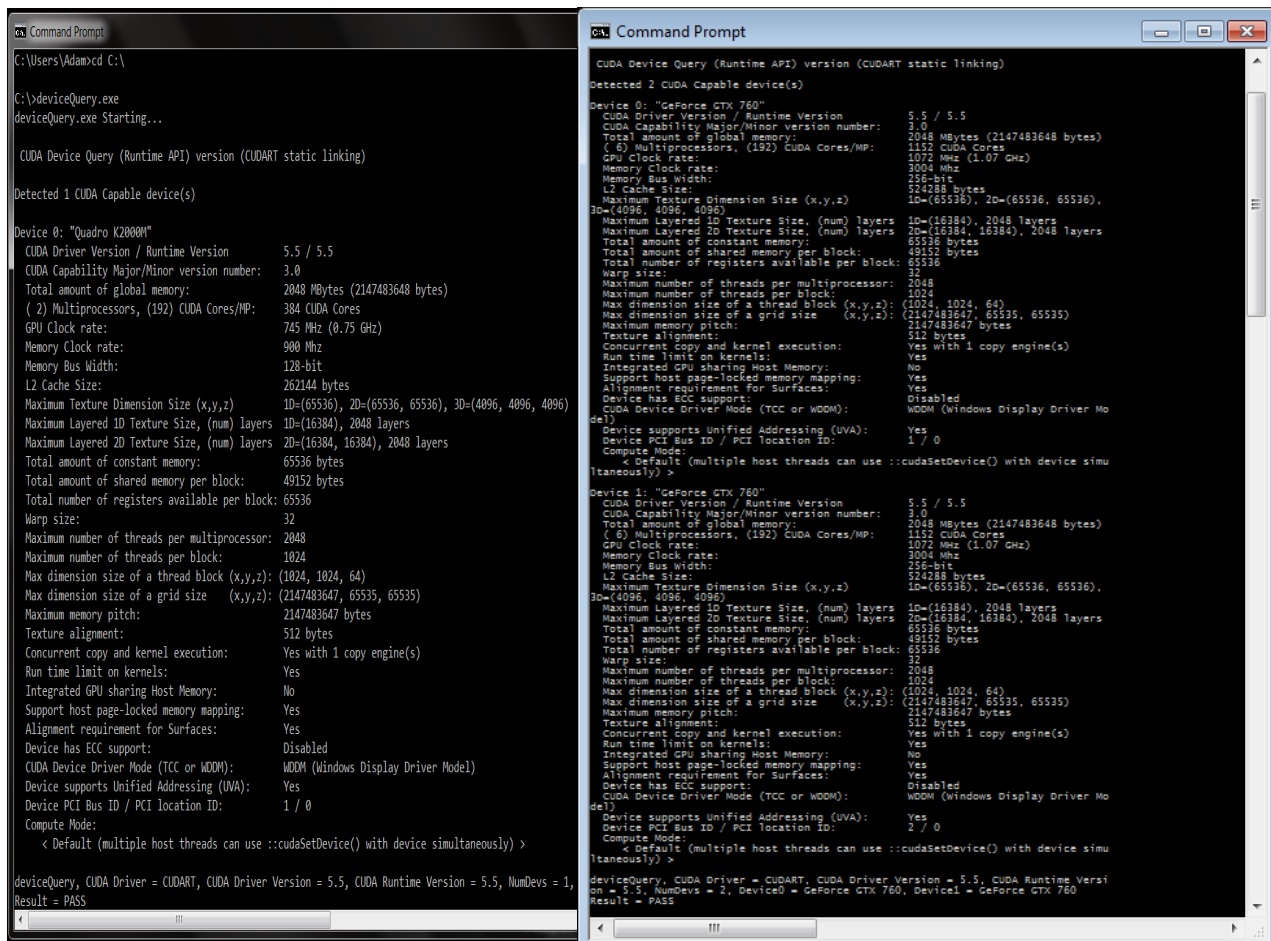 Command Prompt
C:\Users\Adam>cd C:\
C:\>deviceQuery.exe
deviceQuery.exe Starting...
CUDA Device Query (Runtime API) version (CUDART static linking)
Detected 1 CUDA Capable device(s)
Device 0: "Quadro K2000M"
CUDA Driver Version / Runtime Version 5.5 / 5.5
CUDA Capability Major/Minor version number: 3.0
Total amount of global memory: 2048 MBytes (2147483648 bytes)
( 2) Multiprocessors, (192) CUDA Cores/MP: 384 CUDA Cores
GPU Clock rate: 745 MHz (0.75 GHz)
Memory Clock rate: 900 Mhz
Memory Bus Width: 128-bit
L2 Cache Size: 262144 bytes
Maximum Texture Dimension Size (x,y,z) 1D=(65536), 2D=(65536, 65536), 3D=(4096, 4096, 4096)
Maximum Layered 1D Texture Size, (num) layers 1D=(16384), 2048 layers
Maximum Layered 2D Texture Size, (num) layers 2D=(16384, 16384), 2048 layers
Total amount of constant memory: 65536 bytes
Total amount of shared memory per block: 49152 bytes
Total number of registers available per block: 65536
Warp size: 32
Maximum number of threads per multiprocessor: 2048
Maximum number of threads per block: 1024
Max dimension size of a thread block (x,y,z): (1024, 1024, 64)
Max dimension size of a grid size (x,y,z): (2147483647, 65535, 65535)
Maximum memory pitch: 2147483647 bytes
Texture alignment: 512 bytes
Concurrent copy and kernel execution: Yes with 1 copy engine(s)
Run time limit on kernels: Yes
Integrated GPU sharing Host Memory: No
Support host page-locked memory mapping: Yes
Alignment requirement for Surfaces: Yes
Device has ECC support: Disabled
CUDA Device Driver Mode (TCC or WDDM): WDDM (Windows Display Driver Model)
Device supports Unified Addressing (UVA): Yes
Device PCI Bus ID / PCI location ID: 1 / 0
Compute Mode:
< Default (multiple host threads can use ::cudaSetDevice() with device simultaneously) >
deviceQuery, CUDA Driver = CUDART, CUDA Driver Version = 5.5, CUDA Runtime Version = 5.5, NumDevs = 1,
Result = PASS
Command Prompt
CUDA Device Query (Runtime API) version (CUDART static linking)
Detected 2 CUDA Capable device(s)
Device 0: "GeForce GTX 760"
CUDA Driver Version / Runtime Version 5.5 / 5.5
CUDA Capability Major/Minor version number: 3.0
Total amount of global memory: 2048 MBytes (2147483648 bytes)
( 6) Multiprocessors, (192) CUDA Cores/MP: 1152 CUDA Cores
GPU Clock rate: 1072 MHz (1.07 GHz)
Memory Clock rate: 3004 Mhz
Memory Bus Width: 256-bit
L2 Cache Size: 524288 bytes
Maximum Texture Dimension Size (x,y,z) 1D=(65536), 2D=(65536, 65536),
3D=(4096, 4096, 4096)
Maximum Layered 1D Texture Size, (num) layers 1D=(16384), 2048 layers
Maximum Layered 2D Texture Size, (num) layers 2D=(16384, 16384), 2048 layers
Total amount of constant memory: 65536 bytes
Total amount of shared memory per block: 49152 bytes
Total number of registers available per block: 65536
Warp size: 32
Maximum number of threads per multiprocessor: 2048
Maximum number of threads per block: 1024
Max dimension size of a thread block (x,y,z): (1024, 1024, 64)
Max dimension size of a grid size (x,y,z): (2147483647, 65535, 65535)
Maximum memory pitch: 2147483647 bytes
Texture alignment: 512 bytes
Concurrent copy and kernel execution: Yes with 1 copy engine(s)
Run time limit on kernels: Yes
Integrated GPU sharing Host Memory: No
Support host page-locked memory mapping: Yes
Alignment requirement for Surfaces: Yes
Device has ECC support: Disabled
CUDA Device Driver Mode (TCC or WDDM): WDDM (Windows Display Driver Mo
del)
Device supports Unified Addressing (UVA): Yes
Device PCI Bus ID / PCI location ID: 1 / 0
Compute Mode:
< Default (multiple host threads can use ::cudaSetDevice() with device simu
ltaneously) >
Device 1: "GeForce GTX 760"
CUDA Driver Version / Runtime Version 5.5 / 5.5
CUDA Capability Major/Minor version number: 3.0
Total amount of global memory: 2048 MBytes (2147483648 bytes)
( 6) Multiprocessors, (192) CUDA Cores/MP: 1152 CUDA Cores
GPU Clock rate: 1072 MHz (1.07 GHz)
Memory Clock rate: 3004 Mhz
Memory Bus Width: 256-bit
L2 Cache Size: 524288 bytes
Maximum Texture Dimension Size (x,y,z) 1D=(65536), 2D=(65536, 65536),
3D=(4096, 4096, 4096)
Maximum Layered 1D Texture Size, (num) layers 1D=(16384), 2048 layers
Maximum Layered 2D Texture Size, (num) layers 2D=(16384, 16384), 2048 layers
Total amount of constant memory: 65536 bytes
Total amount of shared memory per block: 49152 bytes
Total number of registers available per block: 65536
Warp size: 32
Maximum number of threads per multiprocessor: 2048
Maximum number of threads per block: 1024
Max dimension size of a thread block (x,y,z): (1024, 1024, 64)
Max dimension size of a grid size (x,y,z): (2147483647, 65535, 65535)
Maximum memory pitch: 2147483647 bytes
Texture alignment: 512 bytes
Concurrent copy and kernel execution: Yes with 1 copy engine(s)
Run time limit on kernels: Yes
Integrated GPU sharing Host Memory: No
Support host page-locked memory mapping: Yes
Alignment requirement for Surfaces: Yes
Device has ECC support: Disabled
CUDA Device Driver Mode (TCC or WDDM): WDDM (Windows Display Driver Mo
del)
Device supports Unified Addressing (UVA): Yes
Device PCI Bus ID / PCI location ID: 2 / 0
Compute Mode:
< Default (multiple host threads can use ::cudaSetDevice() with device simu
ltaneously) >
deviceQuery, CUDA Driver = CUDART, CUDA Driver Version = 5.5, CUDA Runtime Versi
on = 5.5, NumDevs = 2, Device0 = GeForce GTX 760, Device1 = GeForce GTX 760
Result = PASS